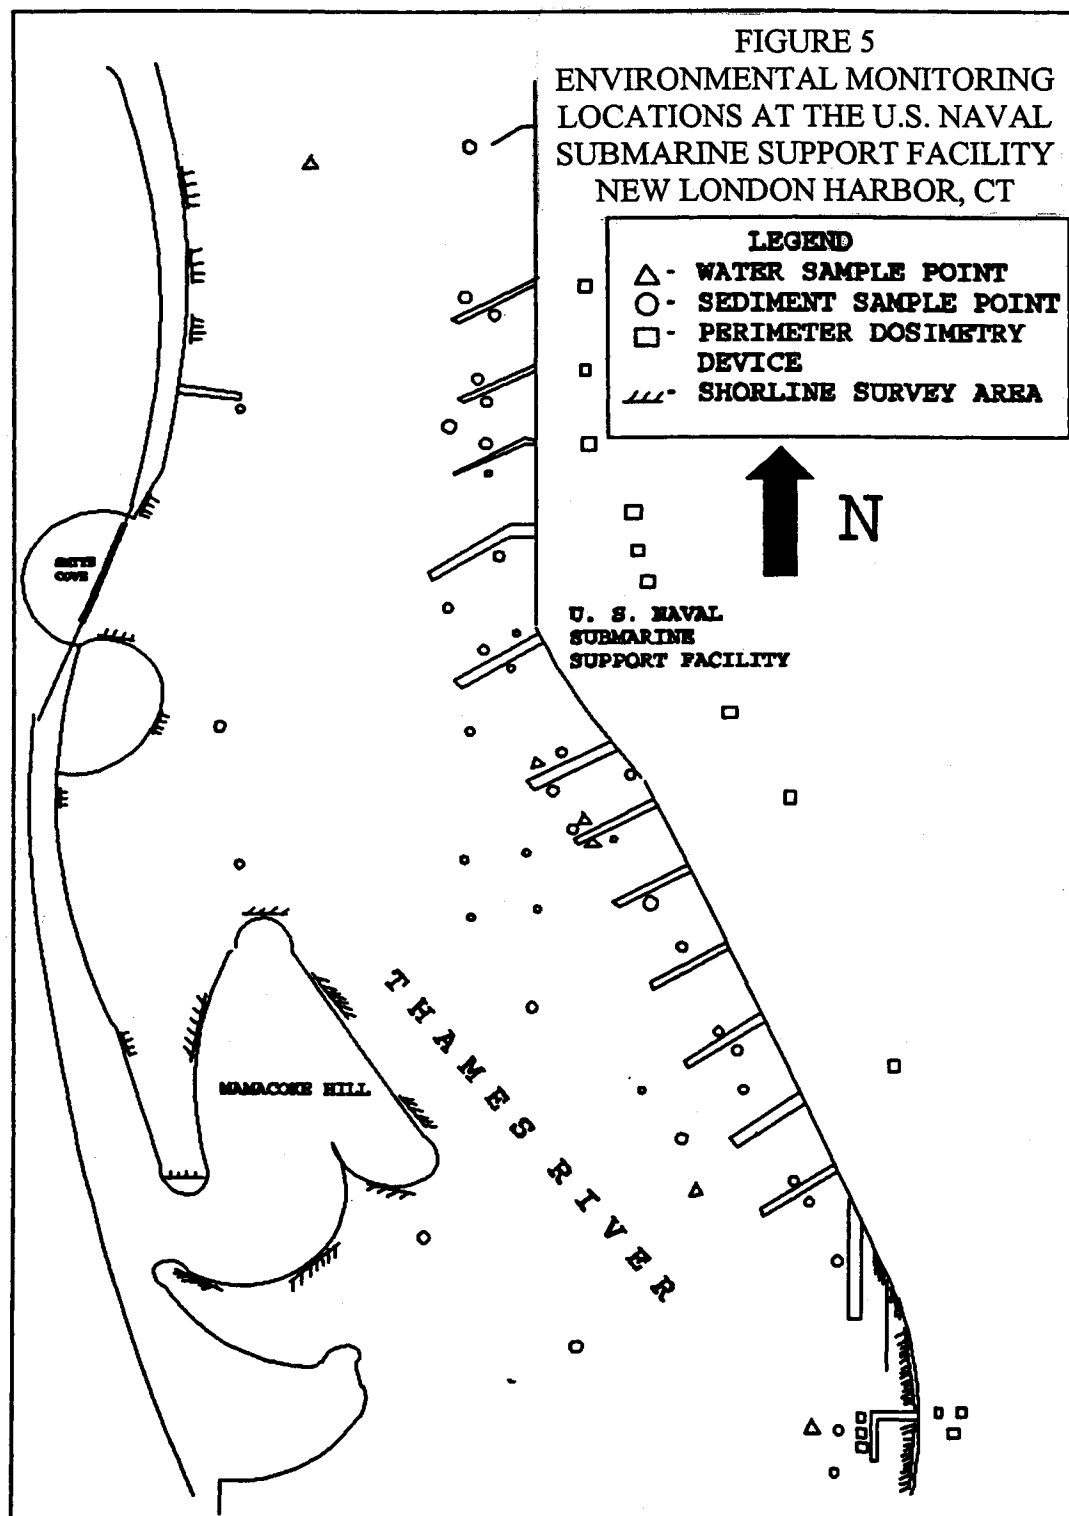 FIGURE 5
ENVIRONMENTAL MONITORING
LOCATIONS AT THE U.S. NAVAL
SUBMARINE SUPPORT FACILITY
NEW LONDON HARBOR, CT
LEGEND
- WATER SAMPLE POINT
- SEDIMENT SAMPLE POINT
- PERIMETER DOSIMETRY
DEVICE
- SHORLINE SURVEY AREA
N
COVE
U. S. NAVAL
SUBMARINE
SUPPORT FACILITY
MAMACOKE HILL
THAMES RIVER